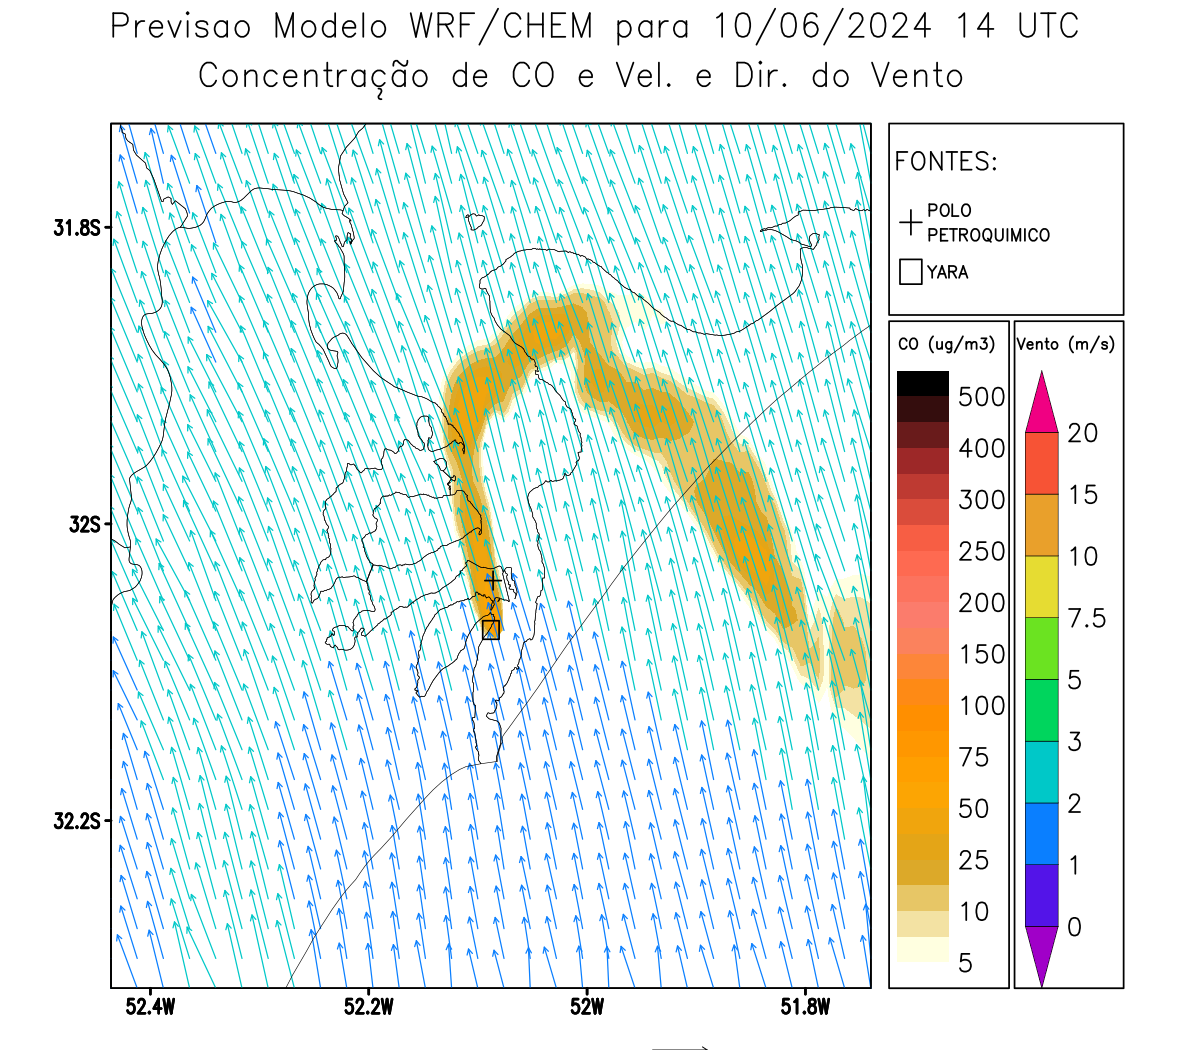 Previsao Modelo WRF/CHEM para 10/06/2024 14 UTC
Concentração de CO e Vel. e Dir. do Vento
FONTES:
POLO
PETROQUIMICO
YARA
CO (ug/m3)
500
400
300
250
200
150
100
75
50
25
10
5
Vento (m/s)
20
15
10
7.5
5
3
2
1
0
31.8S
32S
32.2S
52.4W
52.2W
52W
51.8W